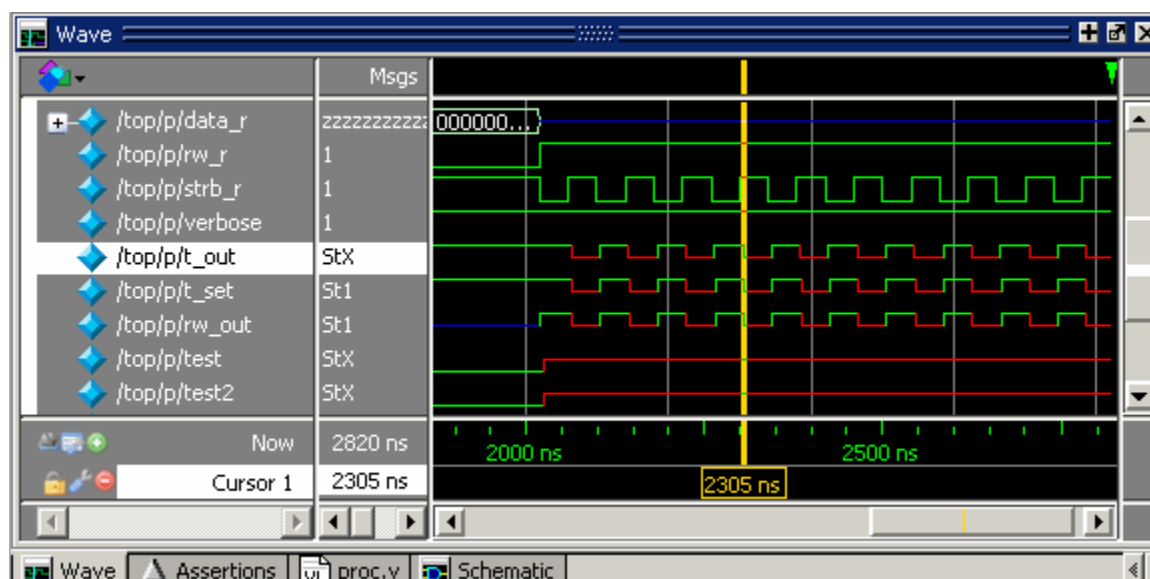 Wave
Msgs
/top/p/data_r zzzzzzzzzzz 000000...
/top/p/rw_r 1
/top/p/strb_r 1
/top/p/verbose 1
/top/p/t_out StX
/top/p/t_set St1
/top/p/rw_out St1
/top/p/test StX
/top/p/test2 StX
Now 2820 ns 2000 ns 2500 ns
Cursor 1 2305 ns 2305 ns
Wave Assertions proc.v Schematic